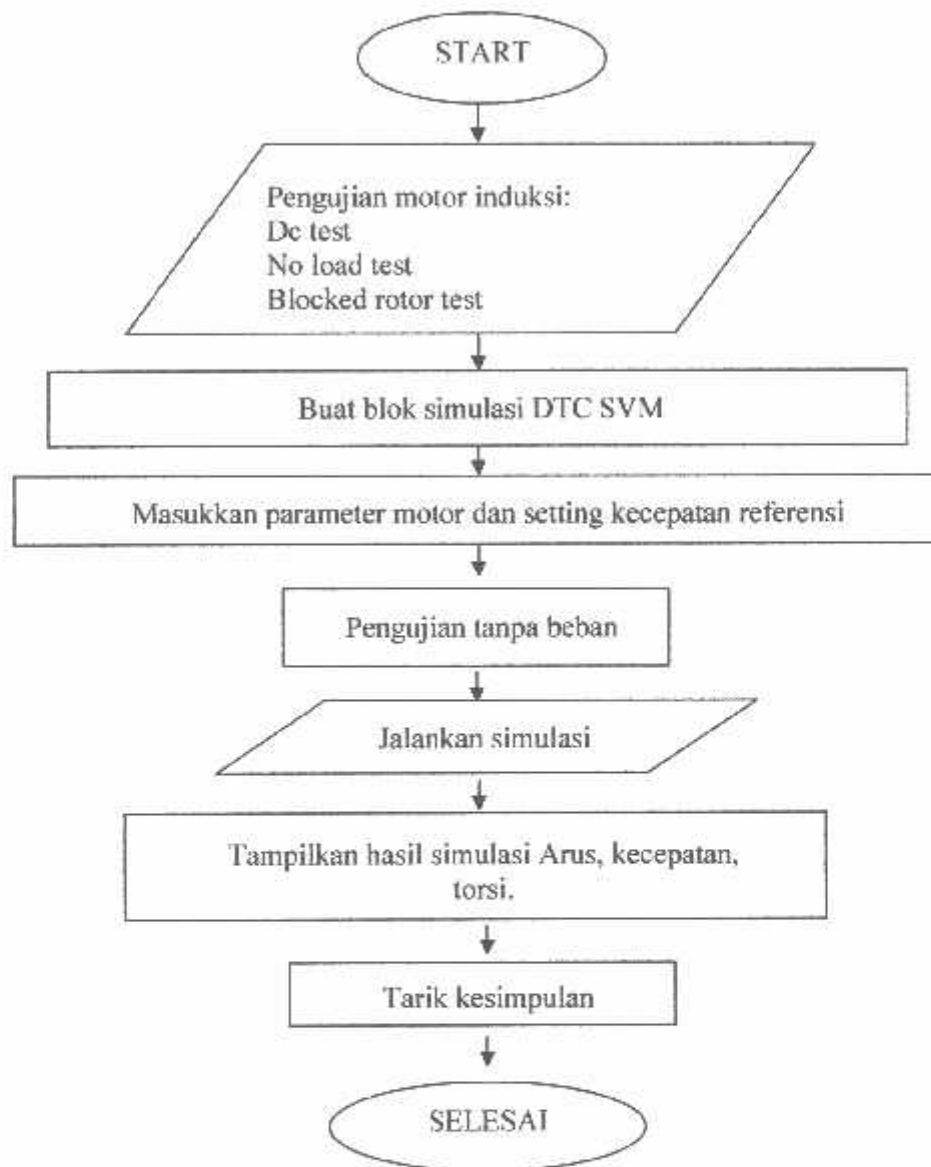 START
Pengujian motor induksi:
Dc test
No load test
Blocked rotor test
Buat blok simulasi DTC SVM
Masukkan parameter motor dan setting kecepatan referensi
Pengujian tanpa beban
Jalankan simulasi
Tampilkan hasil simulasi Arus, kecepatan,
torsi.
Tarik kesimpulan
SELESAI